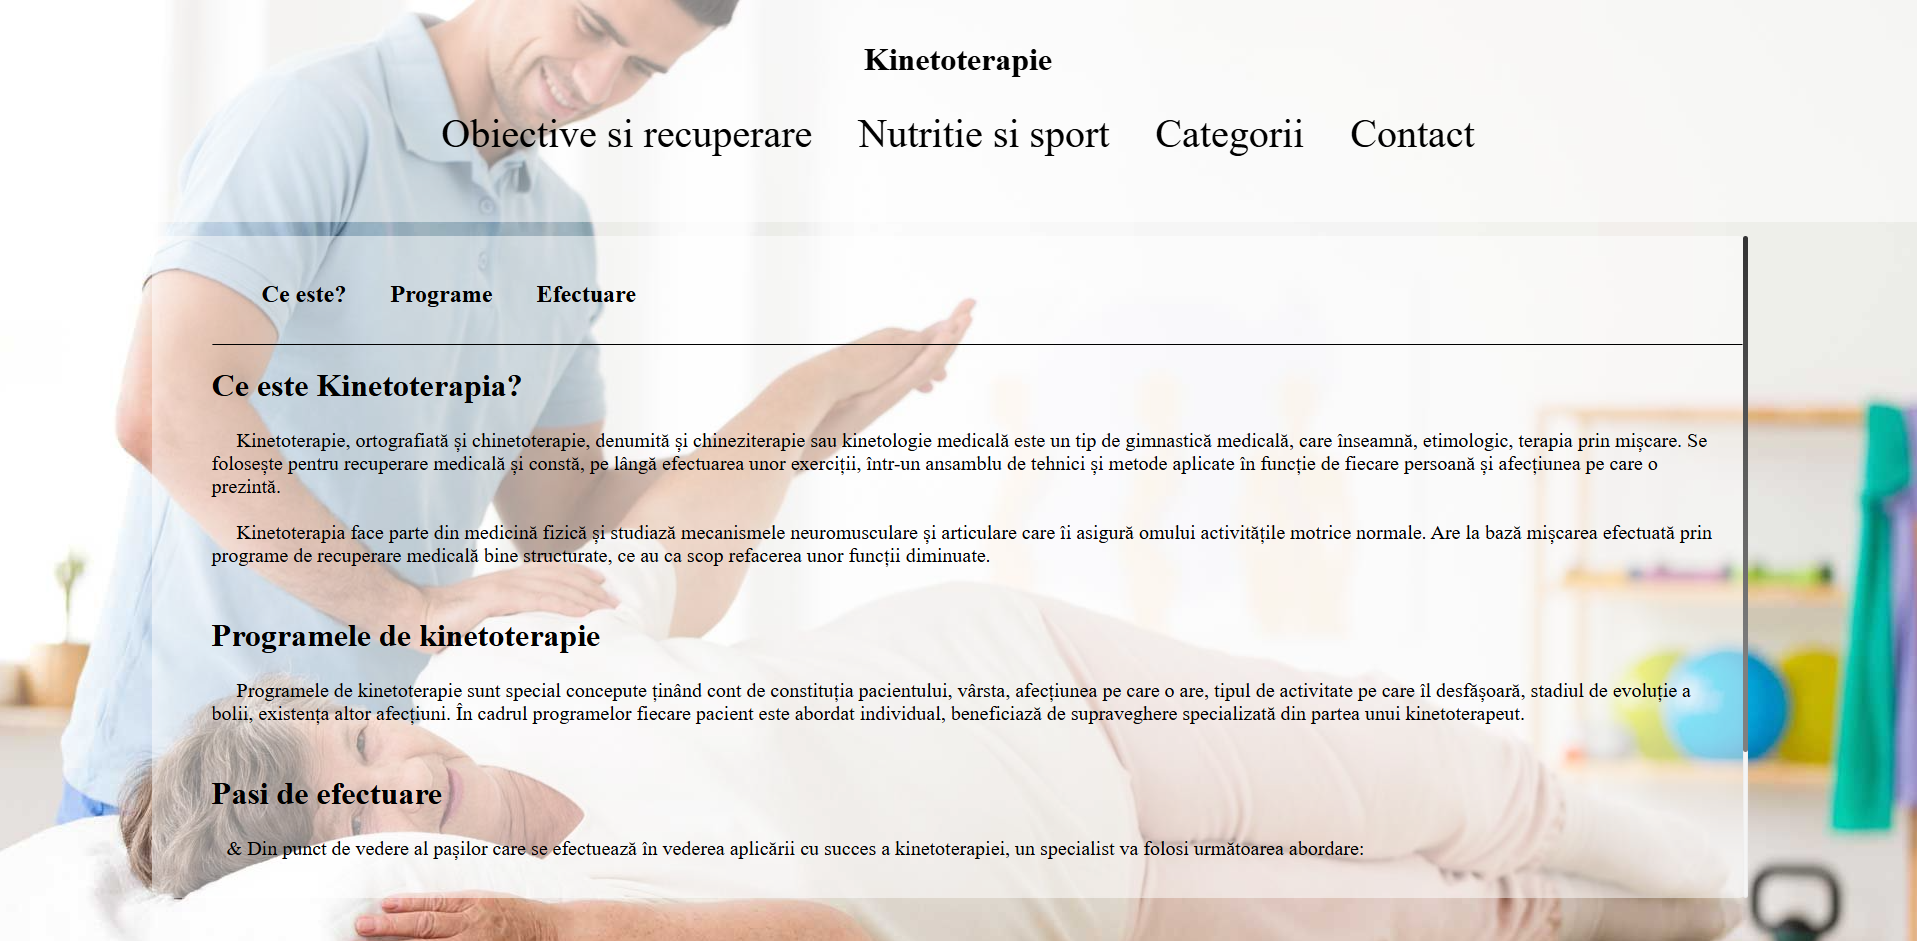 Kinetoterapie
Obiective si recuperare Nutritie si sport Categorii Contact
Ce este? Programe Efectuare
Ce este Kinetoterapia?
Kinetoterapie, ortografiată și chinetoterapie, denumită și chineziterapie sau kinetologie medicală este un tip de gimnastică medicală, care înseamnă, etimologic, terapia prin mișcare. Se
folosește pentru recuperare medicală și constă, pe lângă efectuarea unor exerciții, într-un ansamblu de tehnici și metode aplicate în funcție de fiecare persoană și afecțiunea pe care o
prezintă.
Kinetoterapia face parte din medicină fizică și studiază mecanismele neuromusculare și articulare care îi asigură omului activitățile motrice normale. Are la bază mișcarea efectuată prin
programe de recuperare medicală bine structurate, ce au ca scop refacerea unor funcții diminuate.
Programele de kinetoterapie
Programele de kinetoterapie sunt special concepute ținând cont de constituția pacientului, vârsta, afecțiunea pe care o are, tipul de activitate pe care îl desfășoară, stadiul de evoluție a
bolii, existența altor afecțiuni. În cadrul programelor fiecare pacient este abordat individual, beneficiază de supraveghere specializată din partea unui kinetoterapeut.
Pasi de efectuare
& Din punct de vedere al pașilor care se efectuează în vederea aplicării cu succes a kinetoterapiei, un specialist va folosi următoarea abordare: